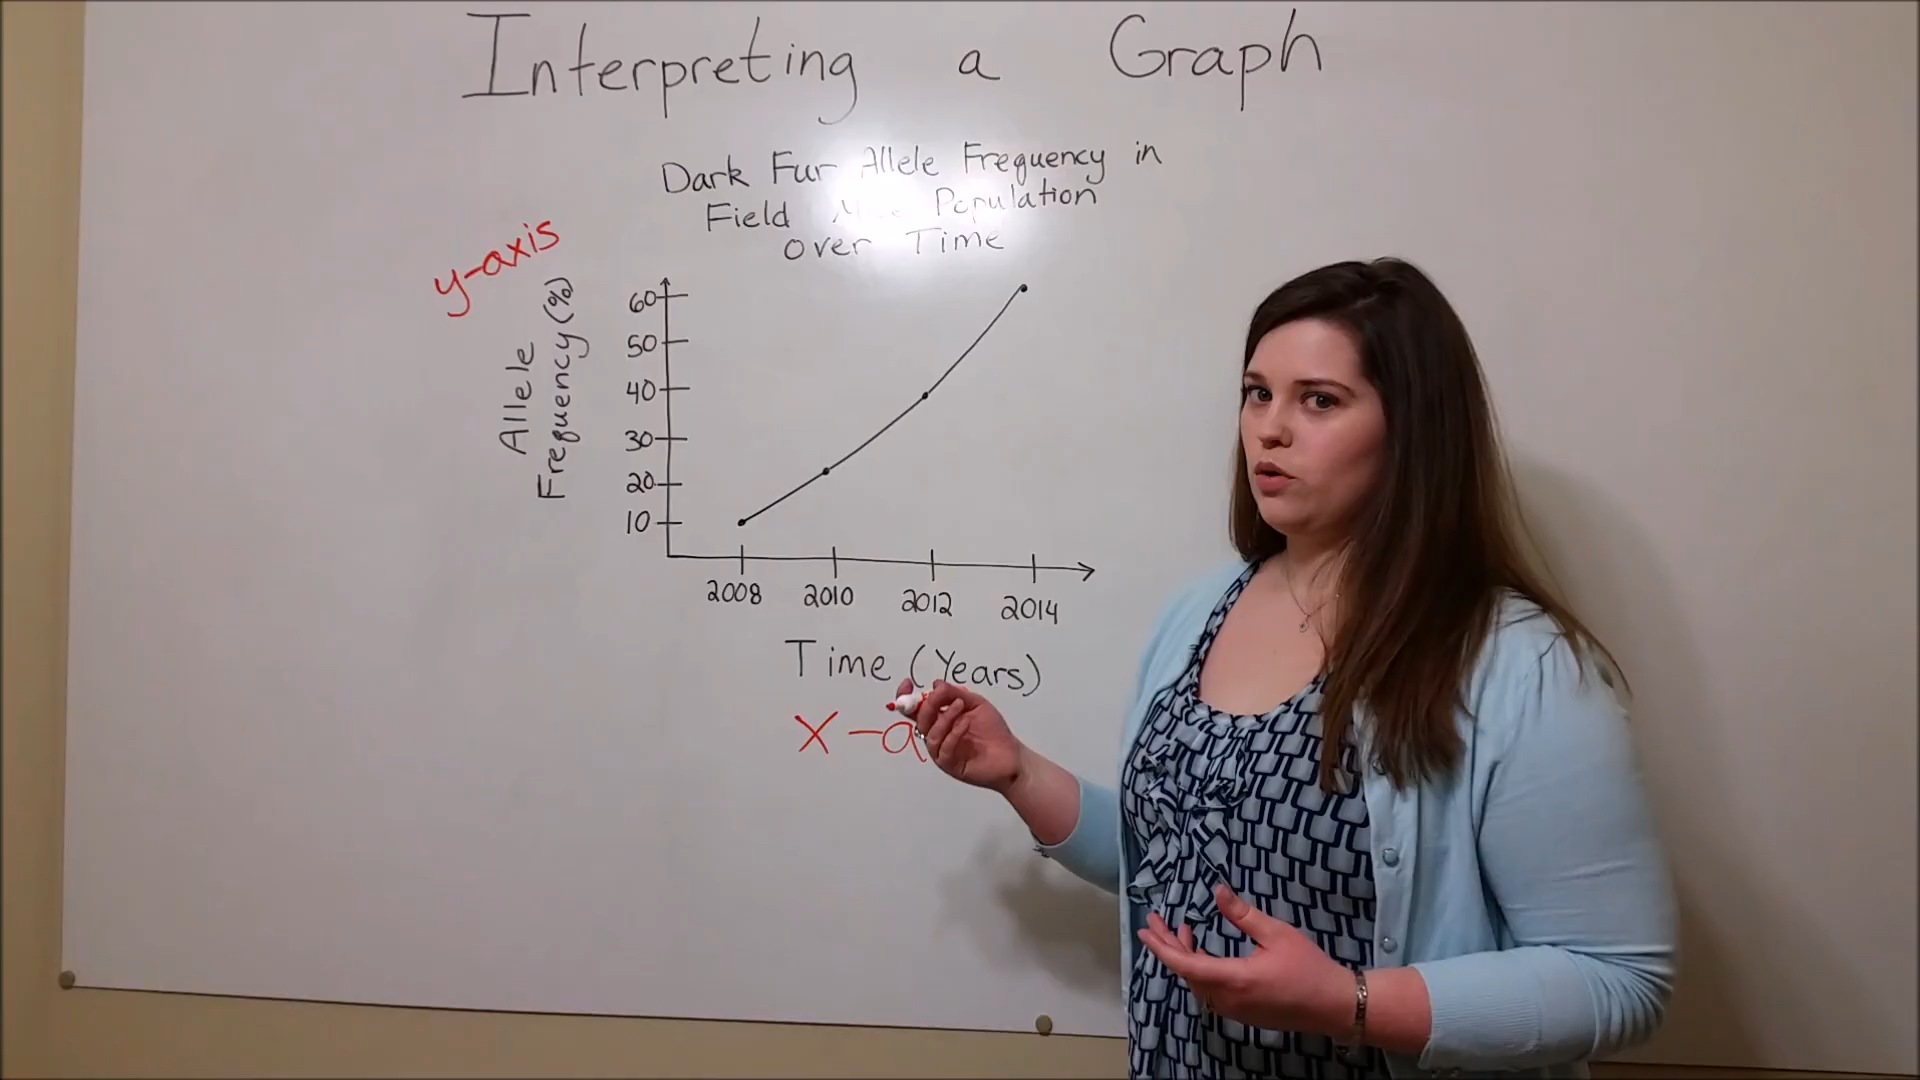 Interpreting a Graph
Dark Fur Allele Frequency in
Field Population
over Time
y-axis
Allele
Frequency (%)
60
50
40
30
20
10
2008 2010 2012 2014
Time (Years)
x-a